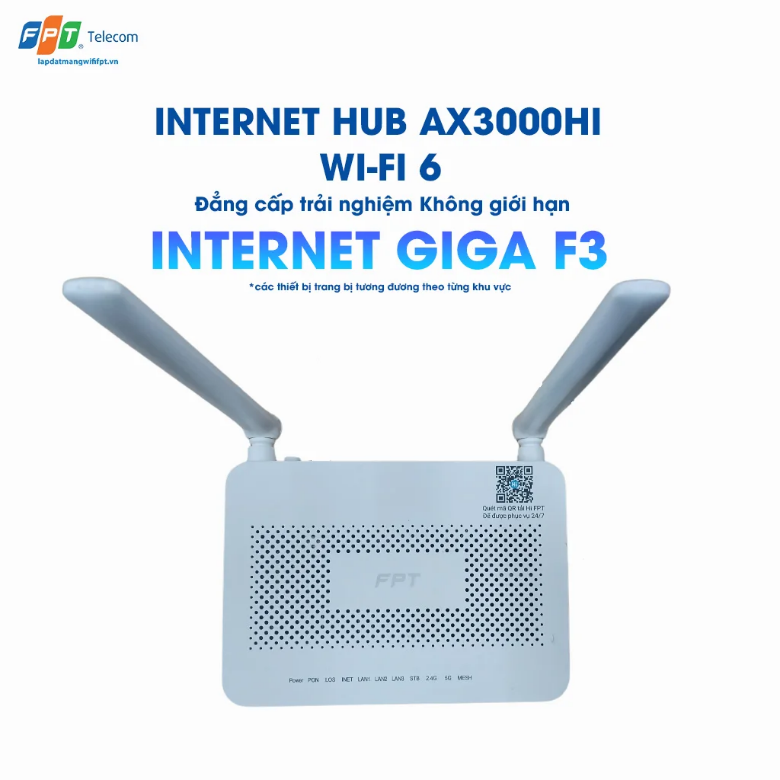 FPT Telecom
lapdatmangwififpt.vn
INTERNET HUB AX3000HI
WI-FI 6
Đẳng cấp trải nghiệm Không giới hạn
INTERNET GIGA F3
*các thiết bị trang bị tương đương theo từng khu vực
Quét mã QR tải Hi FPT
Để được phục vụ 24/7
FPT
Power PON LOS INET LAN1 LAN2 LAN3 STB 2.4G 5G MESH